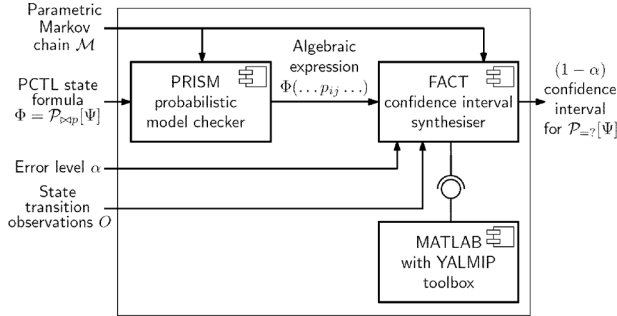 Parametric
Markov
chain ℳ
PCTL state
formula
Φ = 𝒫⋈p[Ψ]
Error level α
State
transition
observations O
PRISM
probabilistic
model checker
Algebraic
expression
Φ(... pij ...)
FACT
confidence interval
synthesiser
MATLAB
with YALMIP
toolbox
(1 − α)
confidence
interval
for 𝒫=?[Ψ]